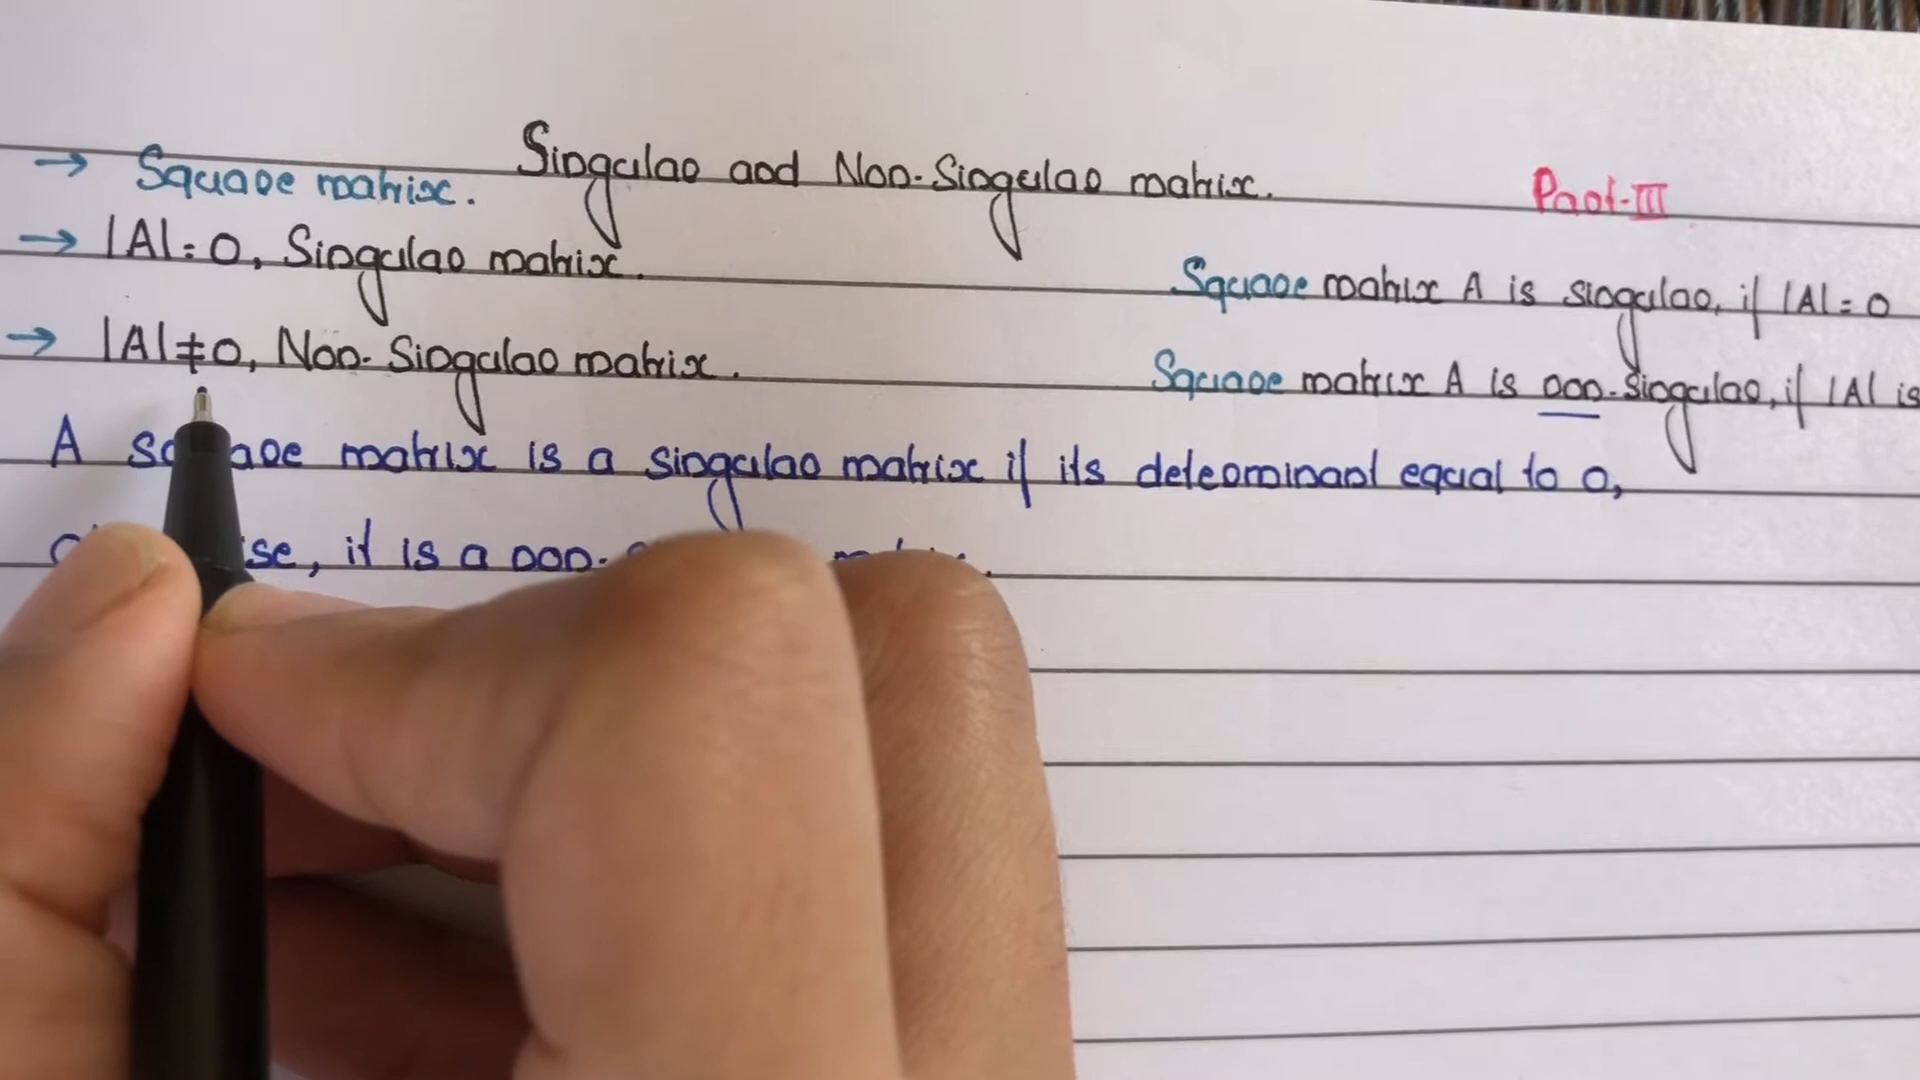 Singular and Non-Singular matrix.
Part-III
→ Square matrix.
→ |A| = 0, Singular matrix.
Square matrix A is singular, if |A| = 0
→ |A| ≠ 0, Non-Singular matrix.
Square matrix A is non-singular, if |A| is
A square matrix is a singular matrix if its determinant equal to 0,
it is a non-